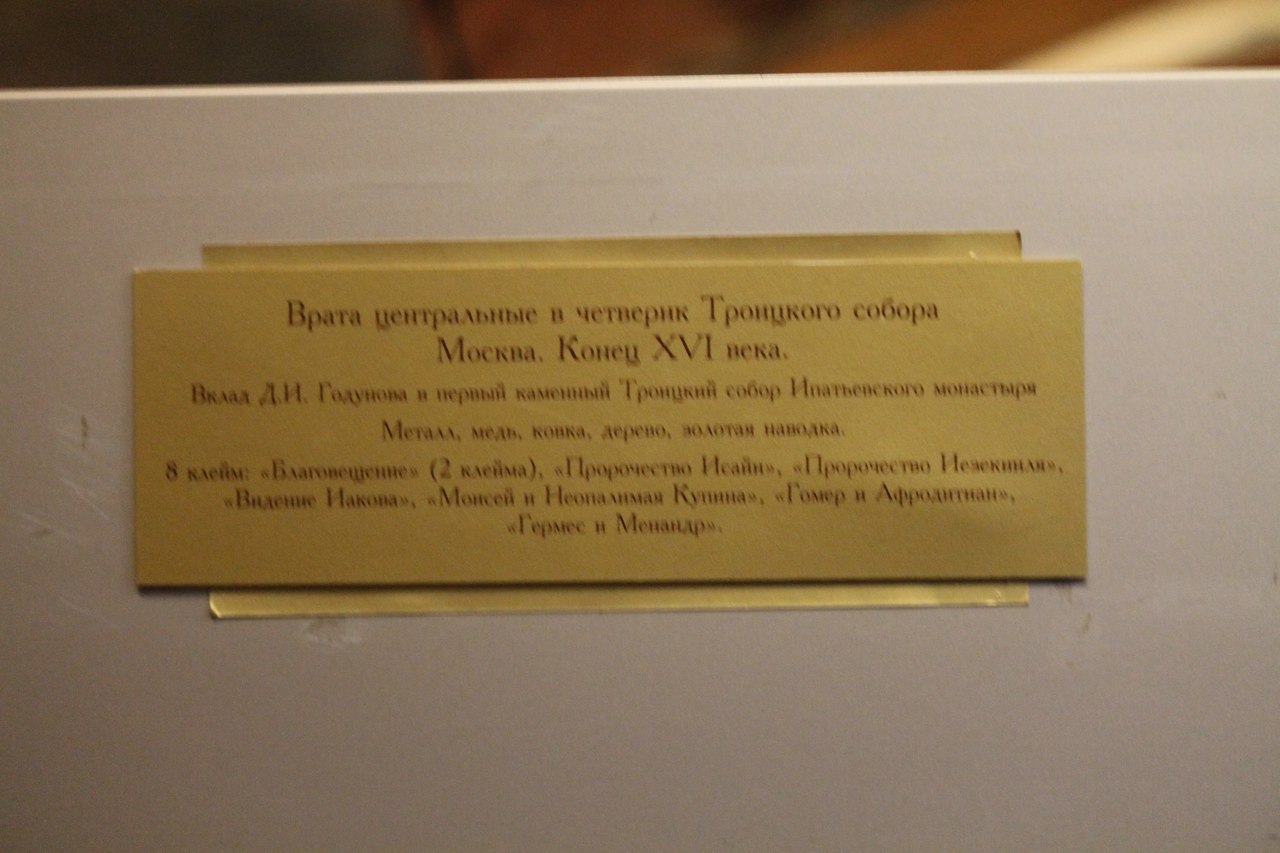 Врата центральные в четверик Троицкого собора
Москва. Конец XVI века.
Вклад Д.И. Годунова в первый каменный Троицкий собор Ипатьевского монастыря
Металл, медь, ковка, дерево, золотая наводка.
8 клейм: «Благовещение» (2 клейма), «Пророчество Исайи», «Пророчество Иезекииля»,
«Видение Иакова», «Моисей и Неопалимая Купина», «Гомер и Афродитиан»,
«Гермес и Менандр».